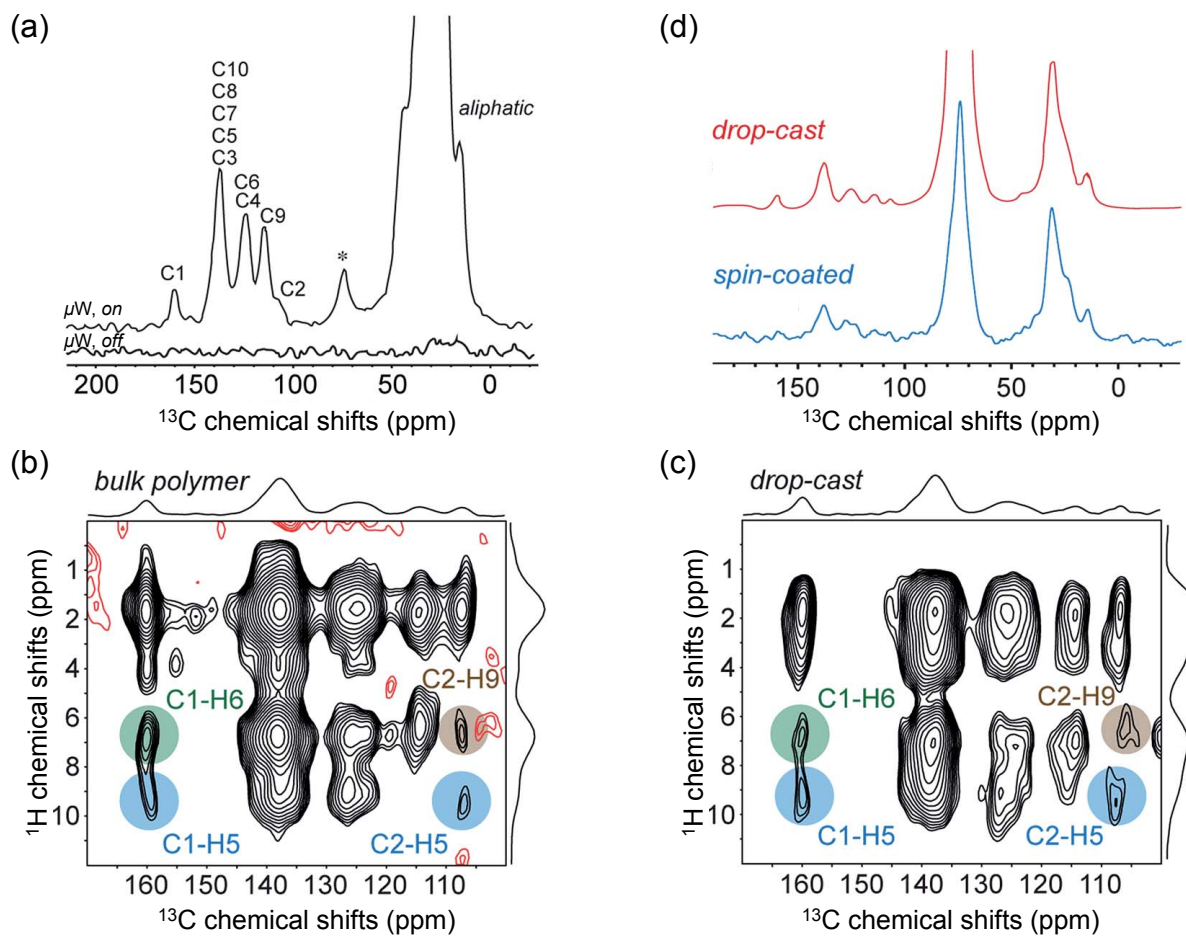 (a)
C10
C8
C7
C5
C3
C6
C4
C9
C1
C2
*
aliphatic
μW, on
μW, off
200 150 100 50 0
¹³C chemical shifts (ppm)
(d)
drop-cast
spin-coated
150 100 50 0
¹³C chemical shifts (ppm)
(b)
bulk polymer
¹H chemical shifts (ppm)
1
2
4
6
8
10
C1-H6
C2-H9
C1-H5
C2-H5
160 150 140 130 120 110
¹³C chemical shifts (ppm)
(c)
drop-cast
¹H chemical shifts (ppm)
1
2
4
6
8
10
C1-H6
C2-H9
C1-H5
C2-H5
160 150 140 130 120 110
¹³C chemical shifts (ppm)